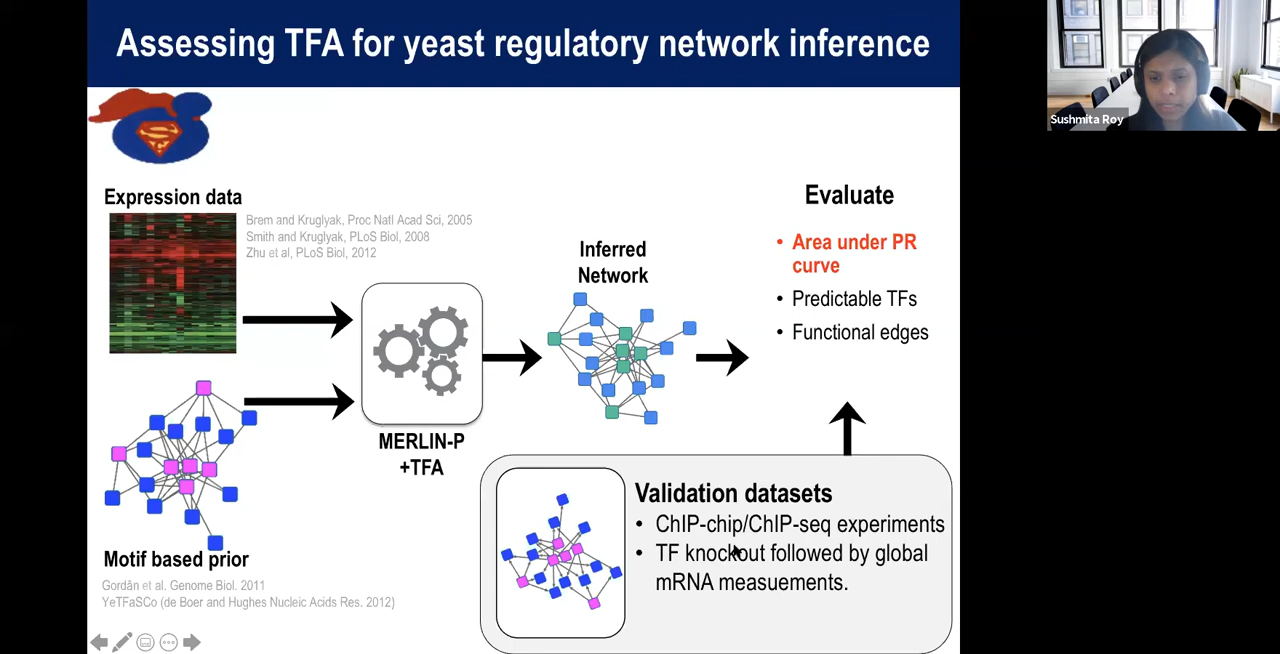 Assessing TFA for yeast regulatory network inference
Sushmita Roy
Expression data
Brem and Kruglyak, Proc Natl Acad Sci, 2005
Smith and Kruglyak, PLoS Biol, 2008
Zhu et al, PLoS Biol, 2012
Inferred
Network
Evaluate
• Area under PR
curve
• Predictable TFs
• Functional edges
MERLIN-P
+TFA
Motif based prior
Gordân et al. Genome Biol. 2011
YeTFaSCo (de Boer and Hughes Nucleic Acids Res. 2012)
Validation datasets
• ChIP-chip/ChIP-seq experiments
• TF knockout followed by global
mRNA measuements.
S